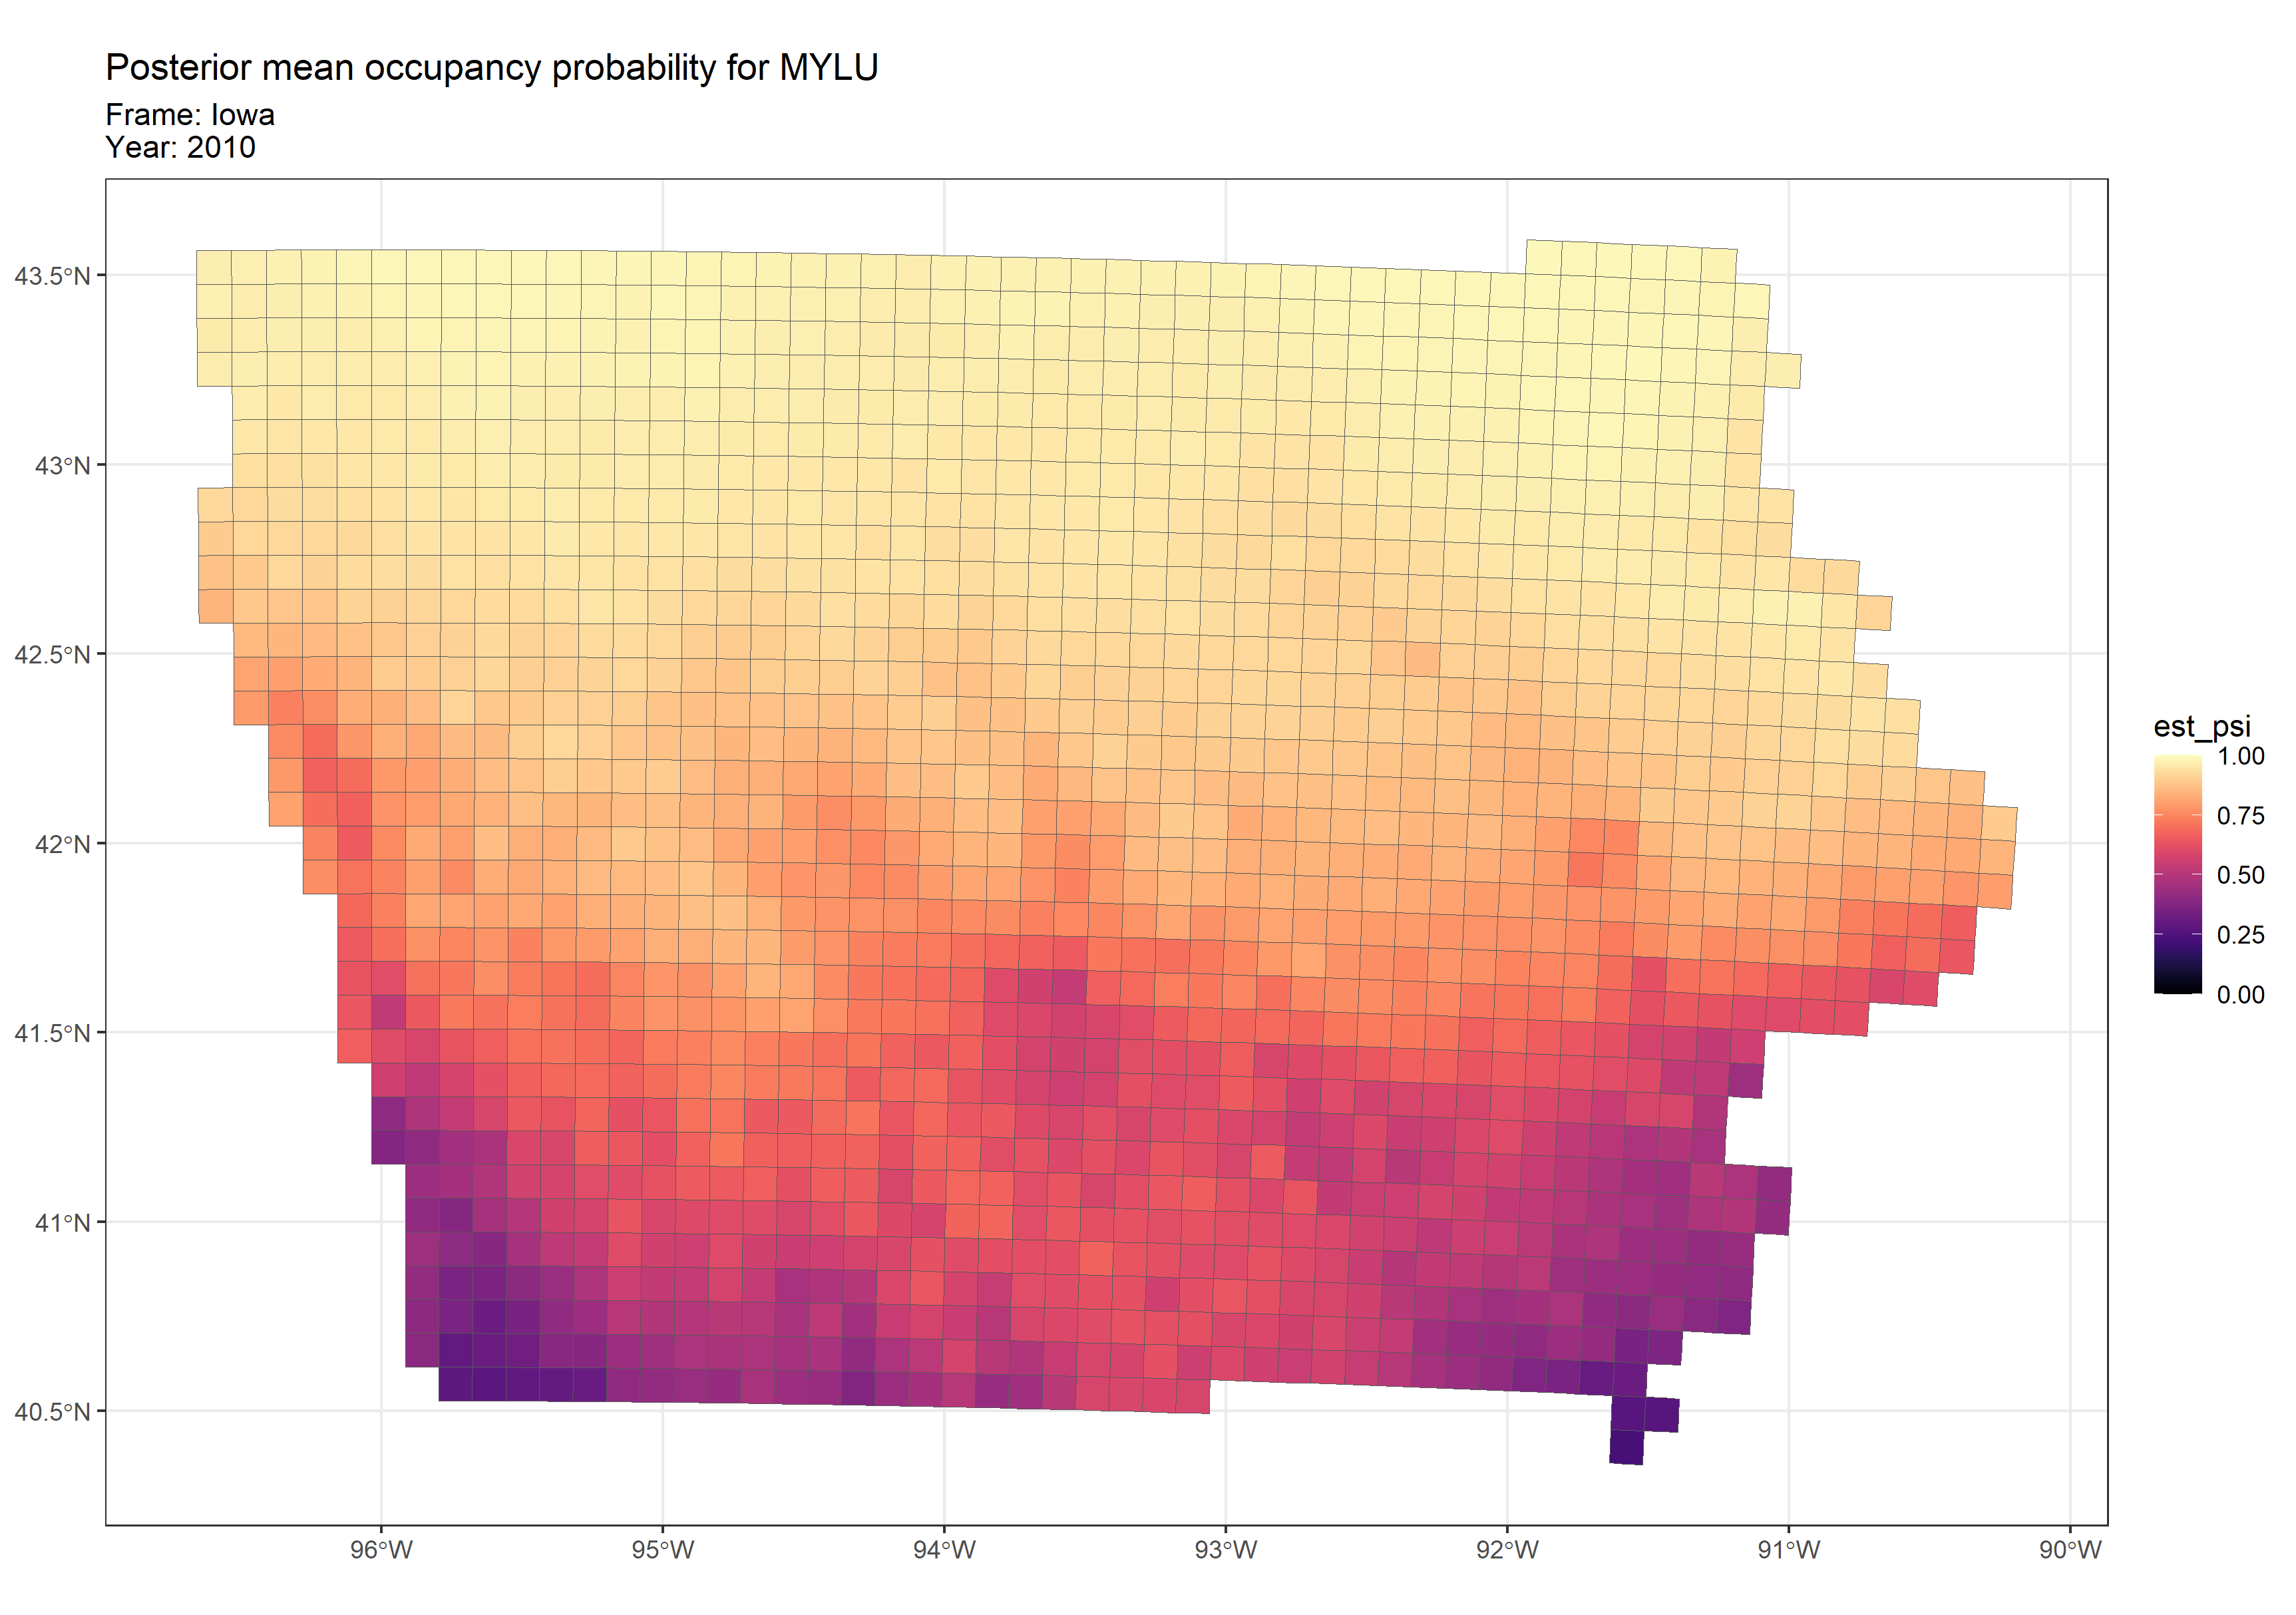 Posterior mean occupancy probability for MYLU
Frame: Iowa
Year: 2010
43.5°N
43°N
42.5°N
42°N
41.5°N
41°N
40.5°N
96°W
95°W
94°W
93°W
92°W
91°W
90°W
est_psi
1.00
0.75
0.50
0.25
0.00